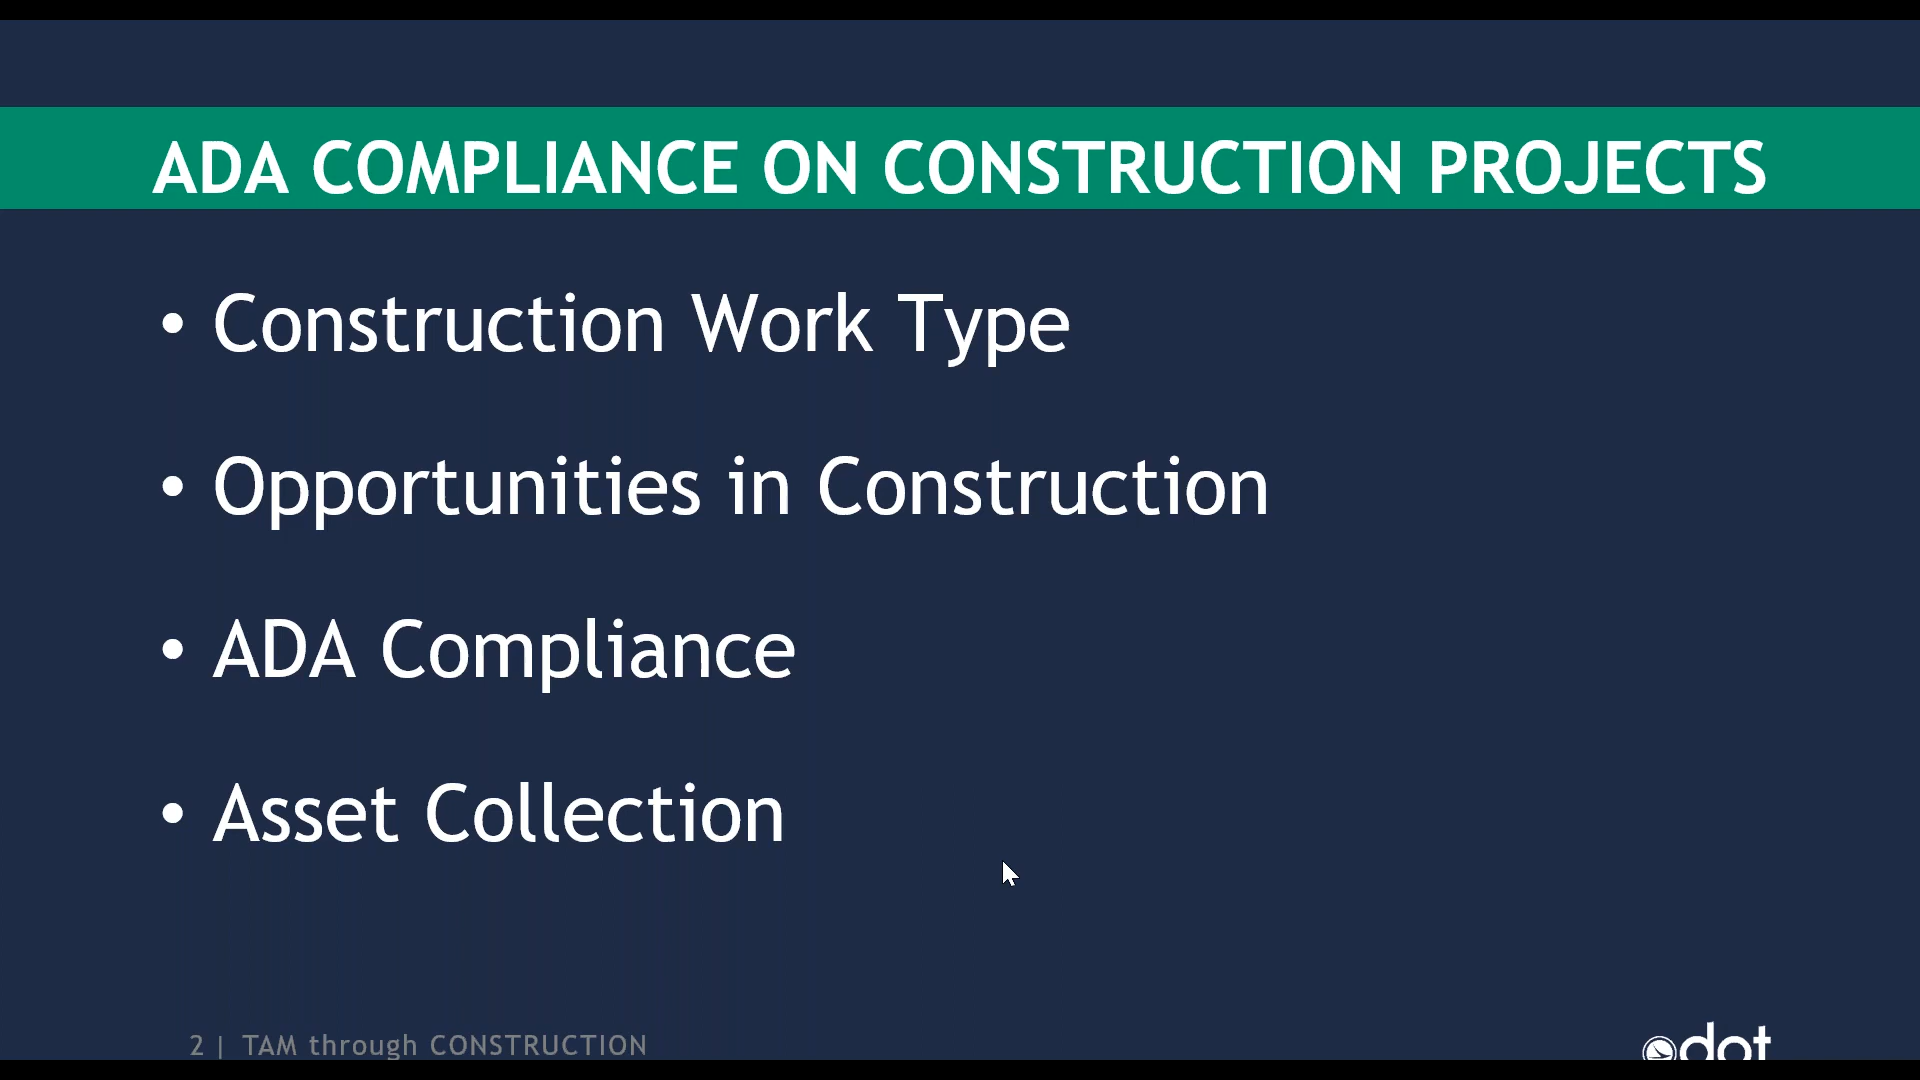 ADA COMPLIANCE ON CONSTRUCTION PROJECTS
• Construction Work Type
• Opportunities in Construction
• ADA Compliance
• Asset Collection
2 | TAM through CONSTRUCTION
odot